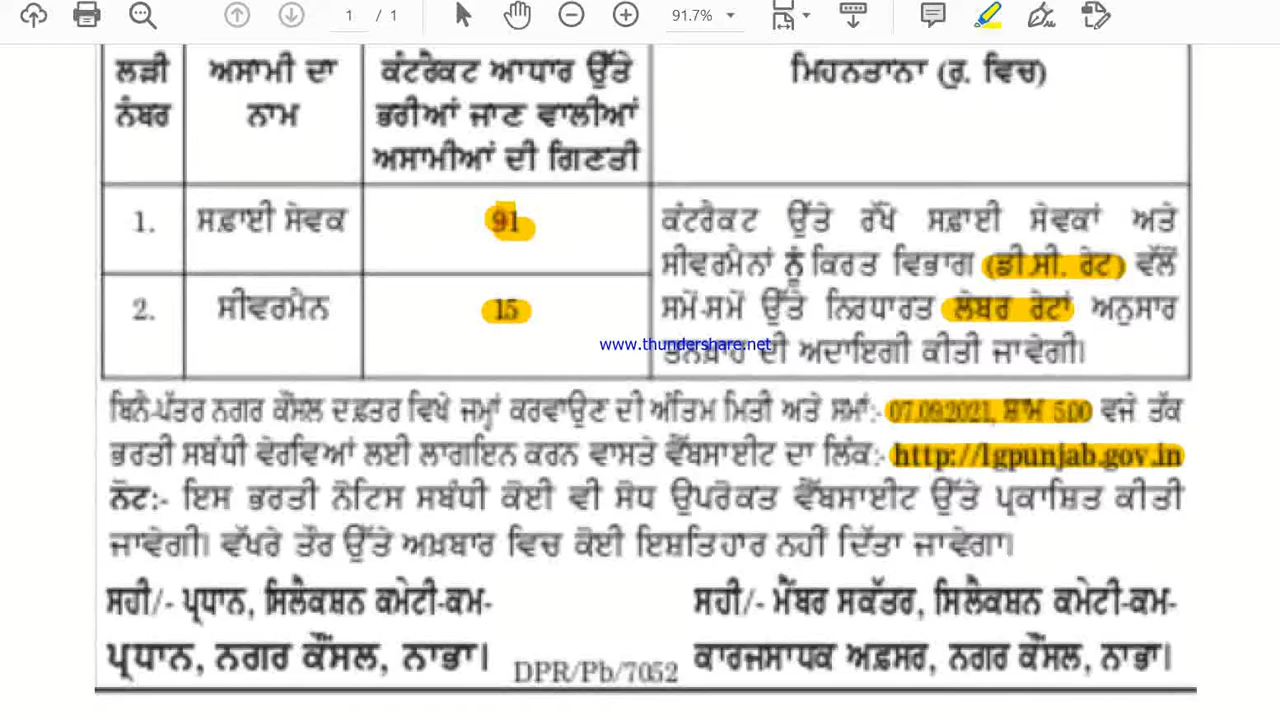 1 / 1
91.7%
ਲੜੀ ਨੰਬਰ
ਅਸਾਮੀ ਦਾ ਨਾਮ
ਕੰਟਰੈਕਟ ਆਧਾਰ ਉੱਤੇ
ਭਰੀਆਂ ਜਾਣ ਵਾਲੀਆਂ
ਅਸਾਮੀਆਂ ਦੀ ਗਿਣਤੀ
ਮਿਹਨਤਾਨਾ (ਰੁ. ਵਿਚ)
1. ਸਫ਼ਾਈ ਸੇਵਕ 91
2. ਸੀਵਰਮੈਨ 15
ਕੰਟਰੈਕਟ ਉੱਤੇ ਰੱਖੇ ਸਫ਼ਾਈ ਸੇਵਕਾਂ ਅਤੇ
ਸੀਵਰਮੈਨਾਂ ਨੂੰ ਕਿਰਤ ਵਿਭਾਗ (ਡੀ.ਸੀ. ਰੇਟ) ਵੱਲੋਂ
ਸਮੇਂ-ਸਮੇਂ ਉੱਤੇ ਨਿਰਧਾਰਤ ਲੇਬਰ ਰੇਟਾਂ ਅਨੁਸਾਰ
ਤਨਖ਼ਾਹ ਦੀ ਅਦਾਇਗੀ ਕੀਤੀ ਜਾਵੇਗੀ।
www.thundershare.net
ਬਿਨੈ-ਪੱਤਰ ਨਗਰ ਕੌਂਸਲ ਦਫ਼ਤਰ ਵਿਖੇ ਜਮ੍ਹਾਂ ਕਰਵਾਉਣ ਦੀ ਅੰਤਿਮ ਮਿਤੀ ਅਤੇ ਸਮਾਂ:- 07.09.2021, ਸ਼ਾਮ 5.00 ਵਜੇ ਤੱਕ
ਭਰਤੀ ਸਬੰਧੀ ਵੇਰਵਿਆਂ ਲਈ ਲਾਗਇਨ ਕਰਨ ਵਾਸਤੇ ਵੈੱਬਸਾਈਟ ਦਾ ਲਿੰਕ:- http://lgpunjab.gov.in
ਨੋਟ:- ਇਸ ਭਰਤੀ ਨੋਟਿਸ ਸਬੰਧੀ ਕੋਈ ਵੀ ਸੋਧ ਉਪਰੋਕਤ ਵੈੱਬਸਾਈਟ ਉੱਤੇ ਪ੍ਰਕਾਸ਼ਿਤ ਕੀਤੀ
ਜਾਵੇਗੀ। ਵੱਖਰੇ ਤੌਰ ਉੱਤੇ ਅਖ਼ਬਾਰ ਵਿਚ ਕੋਈ ਇਸ਼ਤਿਹਾਰ ਨਹੀਂ ਦਿੱਤਾ ਜਾਵੇਗਾ।
ਸਹੀ/- ਪ੍ਰਧਾਨ, ਸਿਲੈਕਸ਼ਨ ਕਮੇਟੀ-ਕਮ-
ਪ੍ਰਧਾਨ, ਨਗਰ ਕੌਂਸਲ, ਨਾਭਾ।
ਸਹੀ/- ਮੈਂਬਰ ਸਕੱਤਰ, ਸਿਲੈਕਸ਼ਨ ਕਮੇਟੀ-ਕਮ-
ਕਾਰਜਸਾਧਕ ਅਫ਼ਸਰ, ਨਗਰ ਕੌਂਸਲ, ਨਾਭਾ।
DPR/Pb/7052